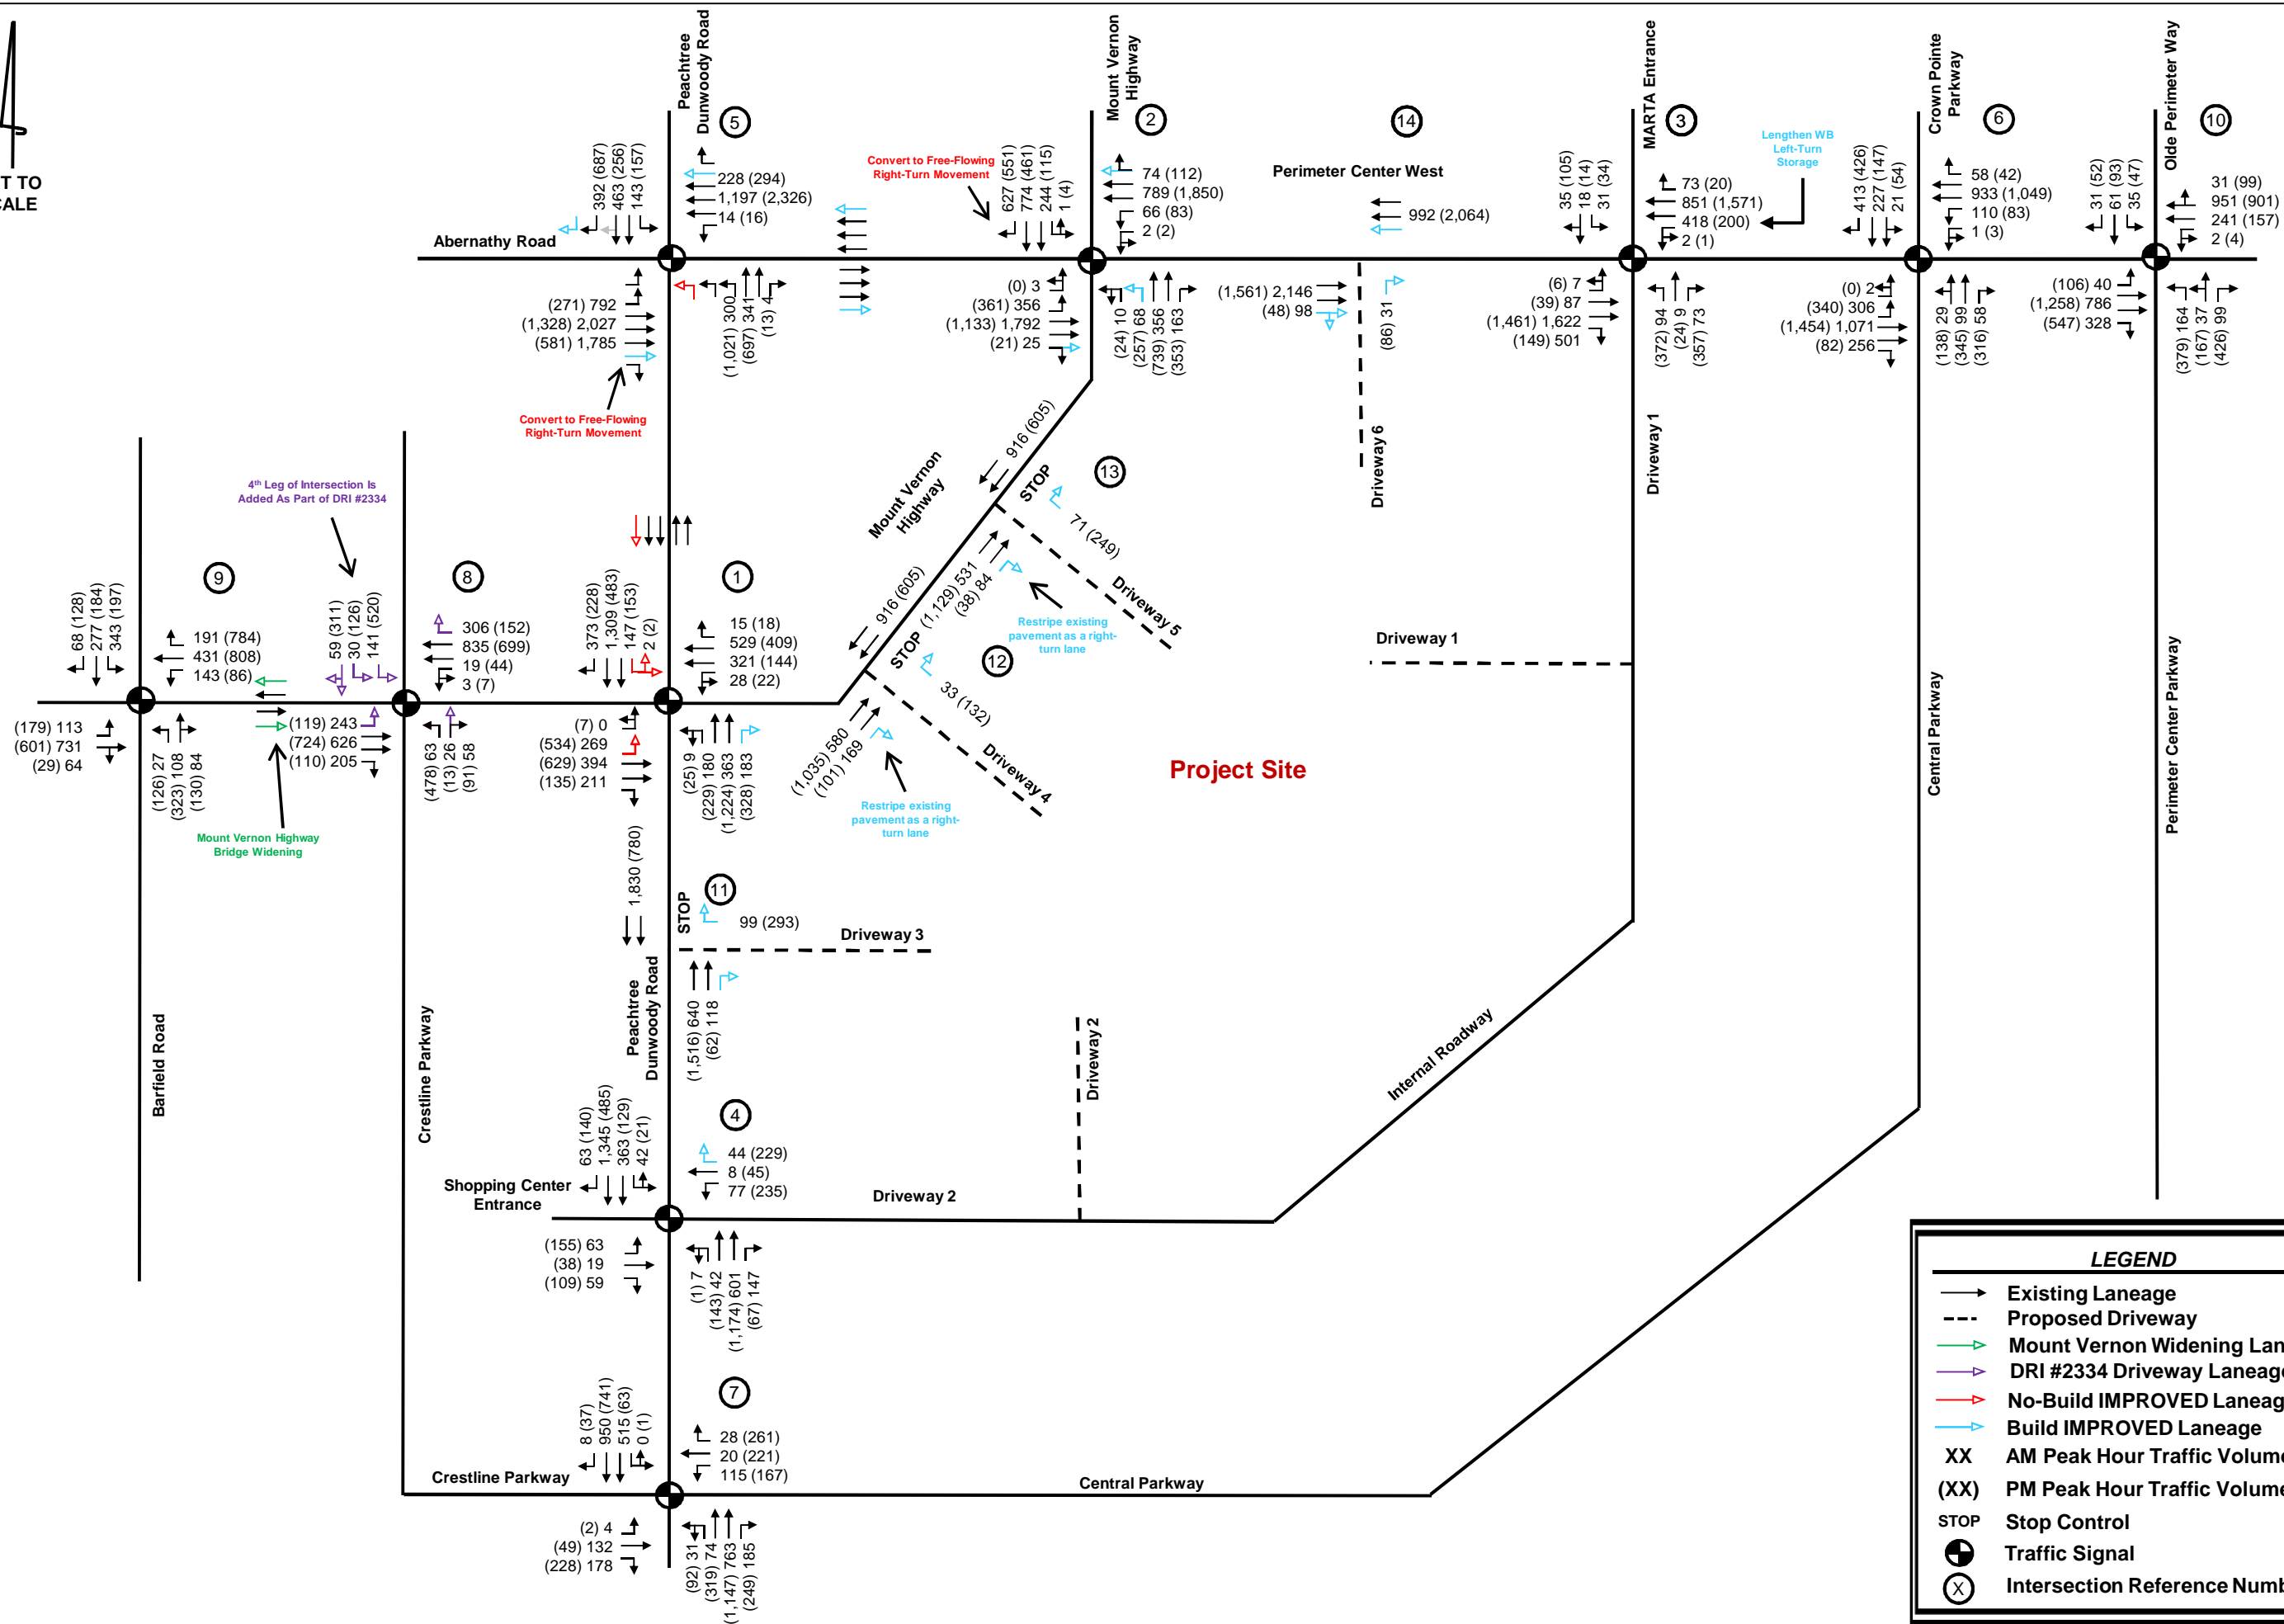 T TO
CALE
Peachtree
Dunwoody Road
5
392 (687)
463 (256)
143 (157)
228 (294)
1,197 (2,326)
14 (16)
Abernathy Road
(271) 792
(1,328) 2,027
(581) 1,785
(1,021) 300
(697) 341
(13) 4
Convert to Free-Flowing
Right-Turn Movement
Convert to Free-Flowing
Right-Turn Movement
Mount Vernon
Highway
2
627 (551)
774 (461)
244 (115)
1 (4)
74 (112)
789 (1,850)
66 (83)
2 (2)
(0) 3
(361) 356
(1,133) 1,792
(21) 25
(24) 10
(257) 68
(739) 356
(353) 163
14
Perimeter Center West
992 (2,064)
(1,561) 2,146
(48) 98
(86) 31
Driveway 6
MARTA Entrance
3
Lengthen WB
Left-Turn
Storage
35 (105)
18 (14)
31 (34)
73 (20)
851 (1,571)
418 (200)
2 (1)
(6) 7
(39) 87
(1,461) 1,622
(149) 501
(372) 94
(24) 9
(357) 73
Driveway 1
Crown Pointe
Parkway
6
413 (426)
227 (147)
21 (54)
58 (42)
933 (1,049)
110 (83)
1 (3)
(0) 2
(340) 306
(1,454) 1,071
(82) 256
(138) 29
(345) 99
(316) 58
Central Parkway
Olde Perimeter Way
10
31 (52)
61 (93)
35 (47)
31 (99)
951 (901)
241 (157)
2 (4)
(106) 40
(1,258) 786
(547) 328
(379) 164
(167) 37
(426) 99
Perimeter Center Parkway
4th Leg of Intersection Is
Added As Part of DRI #2334
9
68 (128)
277 (184)
343 (197)
191 (784)
431 (808)
143 (86)
(179) 113
(601) 731
(29) 64
(126) 27
(323) 108
(130) 84
Mount Vernon Highway
Bridge Widening
Barfield Road
8
59 (311)
30 (126)
141 (520)
306 (152)
835 (699)
19 (44)
3 (7)
(119) 243
(724) 626
(110) 205
(478) 63
(13) 26
(91) 58
Crestline Parkway
1
373 (228)
1,309 (483)
147 (153)
2 (2)
15 (18)
529 (409)
321 (144)
28 (22)
(7) 0
(534) 269
(629) 394
(135) 211
(25) 9
(229) 180
(1,224) 363
(328) 183
Mount Vernon
Highway
916 (605)
STOP
13
71 (249)
(1,129) 531
(38) 84
Driveway 5
Restripe existing
pavement as a right-
turn lane
916 (605)
STOP
12
33 (132)
(1,035) 580
(101) 169
Driveway 4
Restripe existing
pavement as a right-
turn lane
Driveway 1
Project Site
1,830 (780)
STOP
11
99 (293)
Driveway 3
Peachtree
Dunwoody Road
(1,516) 640
(62) 118
Driveway 2
Internal Roadway
4
63 (140)
1,345 (485)
363 (129)
42 (21)
44 (229)
8 (45)
77 (235)
Shopping Center
Entrance
Driveway 2
(155) 63
(38) 19
(109) 59
(1) 7
(143) 42
(1,174) 601
(67) 147
7
8 (37)
950 (741)
515 (63)
0 (1)
28 (261)
20 (221)
115 (167)
Crestline Parkway
Central Parkway
(2) 4
(49) 132
(228) 178
(92) 31
(319) 74
(1,147) 763
(249) 185
LEGEND
Existing Laneage
Proposed Driveway
Mount Vernon Widening Lan
DRI #2334 Driveway Laneage
No-Build IMPROVED Laneag
Build IMPROVED Laneage
XX AM Peak Hour Traffic Volume
(XX) PM Peak Hour Traffic Volume
STOP Stop Control
Traffic Signal
X Intersection Reference Numb